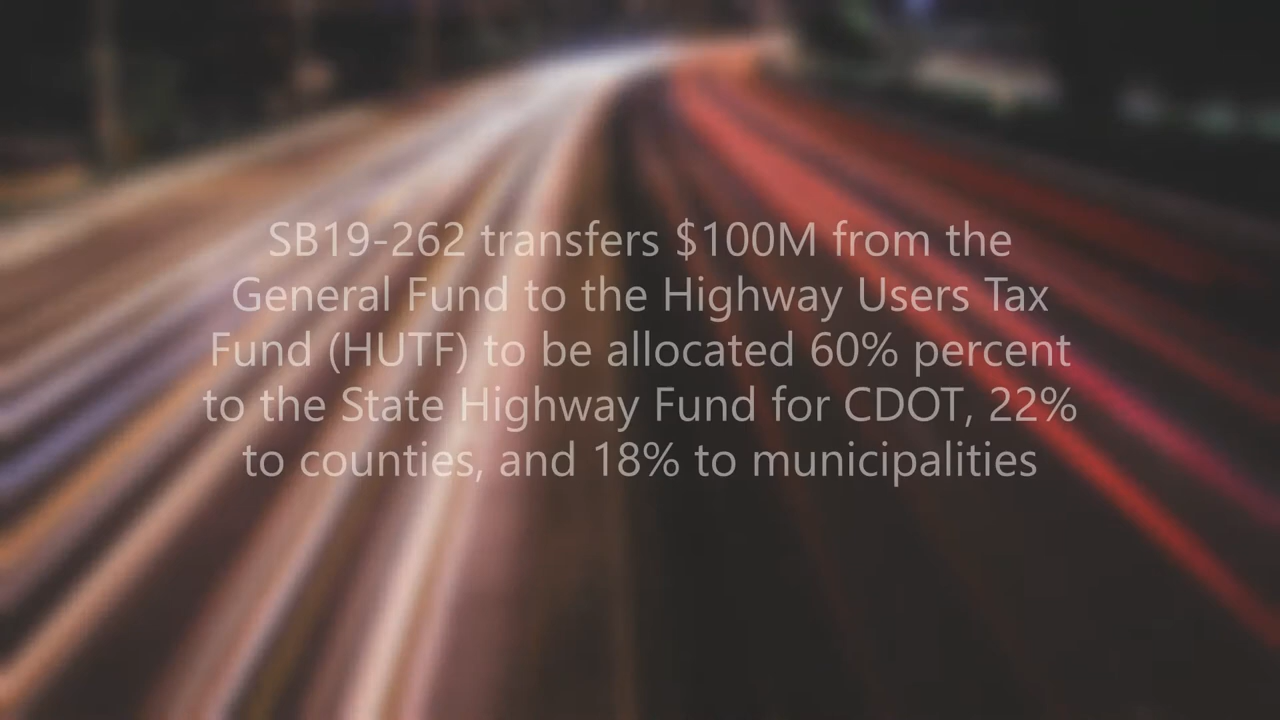 SB19-262 transfers $100M from the
General Fund to the Highway Users Tax
Fund (HUTF) to be allocated 60% percent
to the State Highway Fund for CDOT, 22%
to counties, and 18% to municipalities